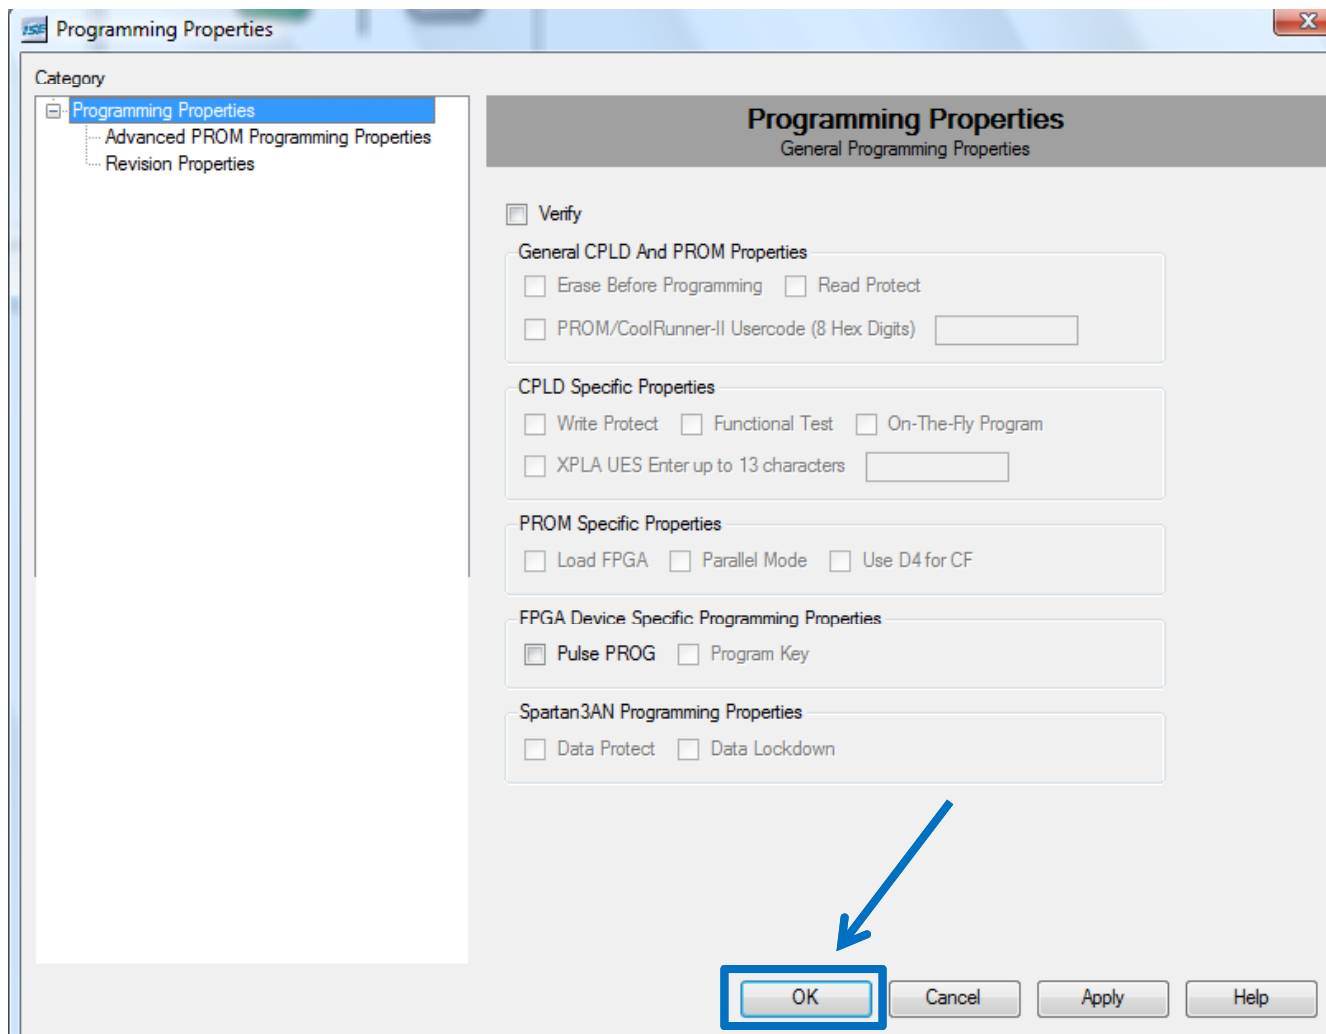 ISE Programming Properties
Category
Programming Properties
Advanced PROM Programming Properties
Revision Properties
Programming Properties
General Programming Properties
Verify
General CPLD And PROM Properties
Erase Before Programming Read Protect
PROM/CoolRunner-II Usercode (8 Hex Digits)
CPLD Specific Properties
Write Protect Functional Test On-The-Fly Program
XPLA UES Enter up to 13 characters
PROM Specific Properties
Load FPGA Parallel Mode Use D4 for CF
FPGA Device Specific Programming Properties
Pulse PROG Program Key
Spartan3AN Programming Properties
Data Protect Data Lockdown
OK Cancel Apply Help